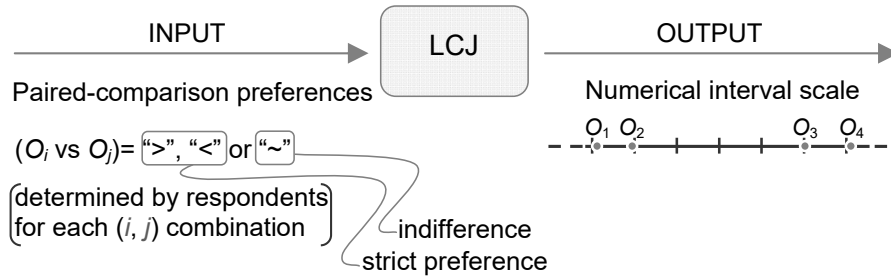 INPUT
LCJ
OUTPUT
Paired-comparison preferences
Numerical interval scale
O1 O2 O3 O4
(Oi vs Oj)= “>”, “<” or “~”
determined by respondents
for each (i, j) combination
indifference
strict preference